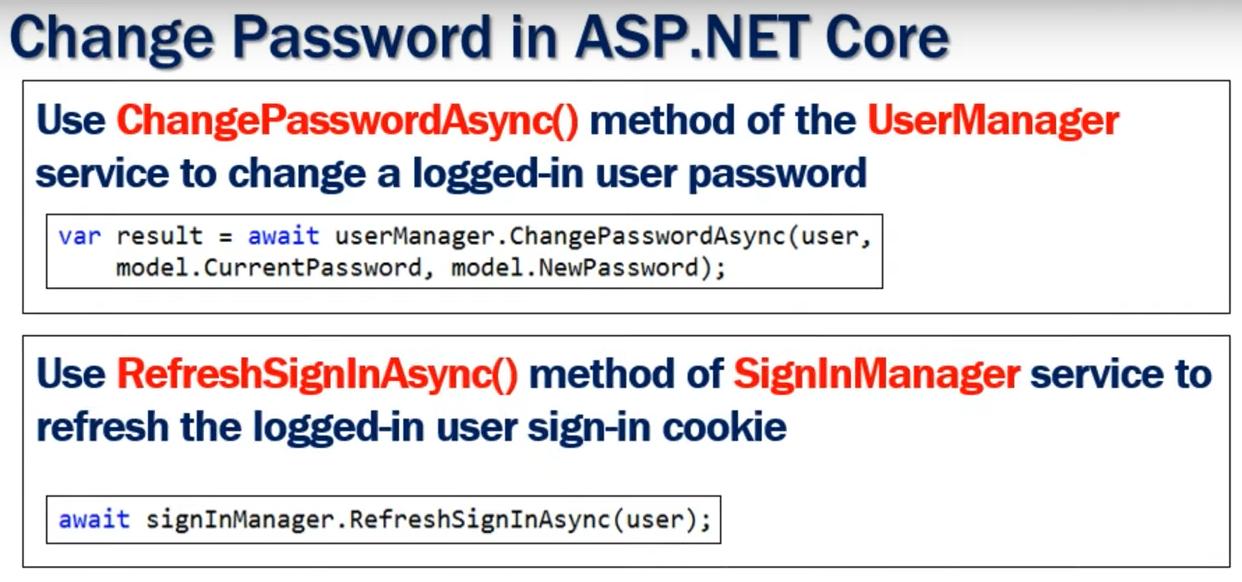 Change Password in ASP.NET Core
Use ChangePasswordAsync() method of the UserManager
service to change a logged-in user password
var result = await userManager.ChangePasswordAsync(user,
model.CurrentPassword, model.NewPassword);
Use RefreshSignInAsync() method of SignInManager service to
refresh the logged-in user sign-in cookie
await signInManager.RefreshSignInAsync(user);